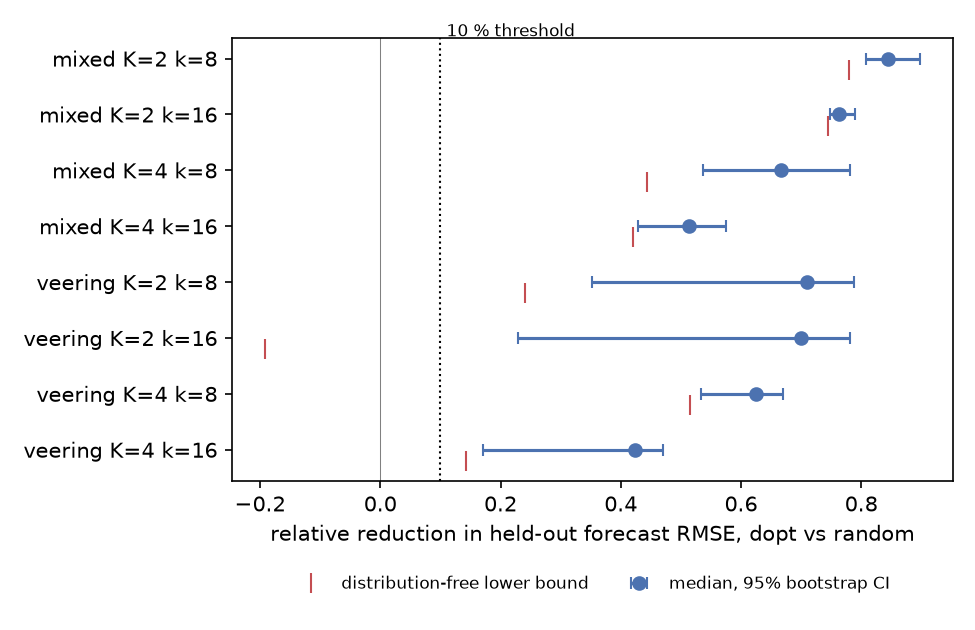 10 % threshold
mixed K=2 k=8
mixed K=2 k=16
mixed K=4 k=8
mixed K=4 k=16
veering K=2 k=8
veering K=2 k=16
veering K=4 k=8
veering K=4 k=16
−0.2 0.0 0.2 0.4 0.6 0.8
relative reduction in held-out forecast RMSE, dopt vs random
distribution-free lower bound median, 95% bootstrap CI